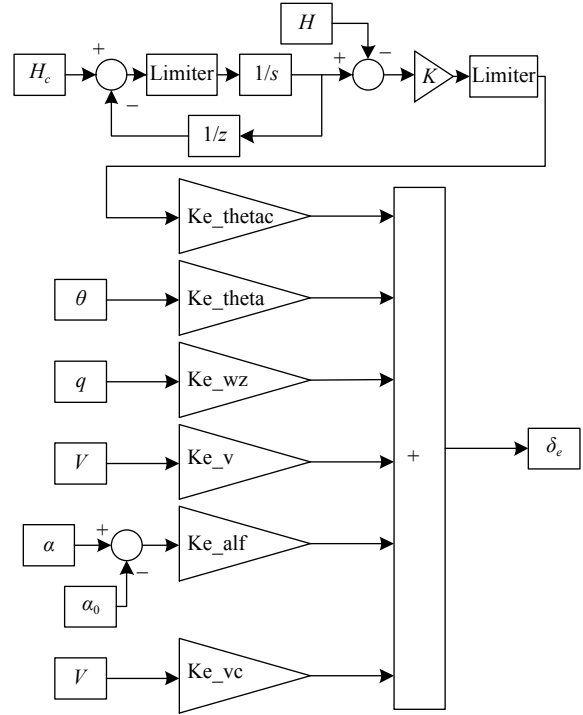 H
H_c + Limiter 1/s + − K Limiter
−
1/z
Ke_thetac
θ Ke_theta
q Ke_wz
V Ke_v + δ_e
α + Ke_alf
−
α_0
V Ke_vc